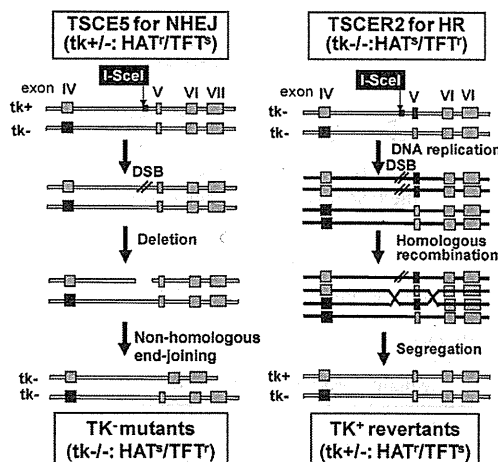 TSCE5 for NHEJ
(tk+/-: HATʳ/TFTˢ)
I-SceI
exon IV V VI VII
tk+
tk-
DSB
Deletion
Non-homologous
end-joining
tk-
tk-
TK⁻mutants
(tk-/-: HATˢ/TFTʳ)
TSCER2 for HR
(tk-/-:HATˢ/TFTʳ)
I-SceI
exon IV V VI VI
tk-
tk-
DNA replication
DSB
Homologous
recombination
Segregation
tk+
tk-
TK⁺ revertants
(tk+/-: HATʳ/TFTˢ)